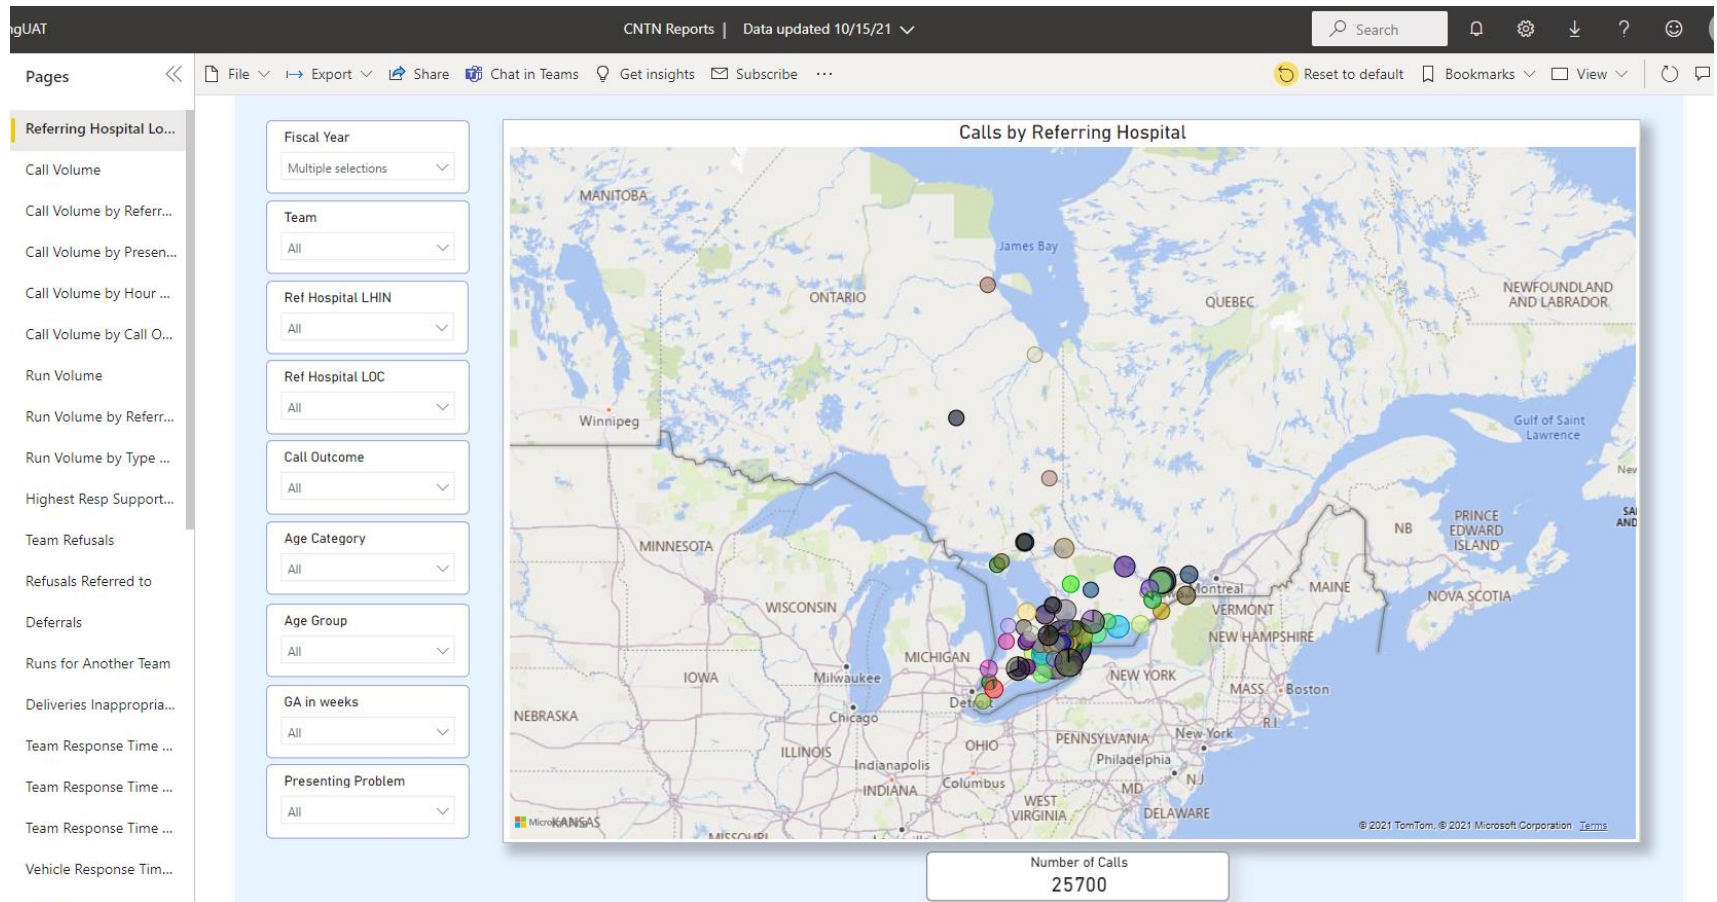 ngUAT
CNTN Reports | Data updated 10/15/21
Search
Pages
File
Export
Share
Chat in Teams
Get insights
Subscribe
...
Reset to default
Bookmarks
View
Referring Hospital Lo...
Call Volume
Call Volume by Referr...
Call Volume by Presen...
Call Volume by Hour ...
Call Volume by Call O...
Run Volume
Run Volume by Referr...
Run Volume by Type ...
Highest Resp Support...
Team Refusals
Refusals Referred to
Deferrals
Runs for Another Team
Deliveries Inappropria...
Team Response Time ...
Team Response Time ...
Team Response Time ...
Vehicle Response Tim...
Fiscal Year
Multiple selections
Team
All
Ref Hospital LHIN
All
Ref Hospital LOC
All
Call Outcome
All
Age Category
All
Age Group
All
GA in weeks
All
Presenting Problem
All
Calls by Referring Hospital
MANITOBA
James Bay
ONTARIO
QUEBEC
NEWFOUNDLAND
AND LABRADOR
Winnipeg
Gulf of Saint
Lawrence
New
SAI
AND
PRINCE
EDWARD
ISLAND
NB
MINNESOTA
Montreal
MAINE
NOVA SCOTIA
WISCONSIN
VERMONT
NEW HAMPSHIRE
MICHIGAN
IOWA
Milwaukee
NEW YORK
MASS
Boston
Detroit
NEBRASKA
Chicago
R.I.
ILLINOIS
OHIO
PENNSYLVANIA
New York
Indianapolis
Philadelphia
INDIANA
Columbus
NJ
MD
WEST
VIRGINIA
DELAWARE
KANSAS
MISSOURI
© 2021 TomTom, © 2021 Microsoft Corporation Terms
Number of Calls
25700